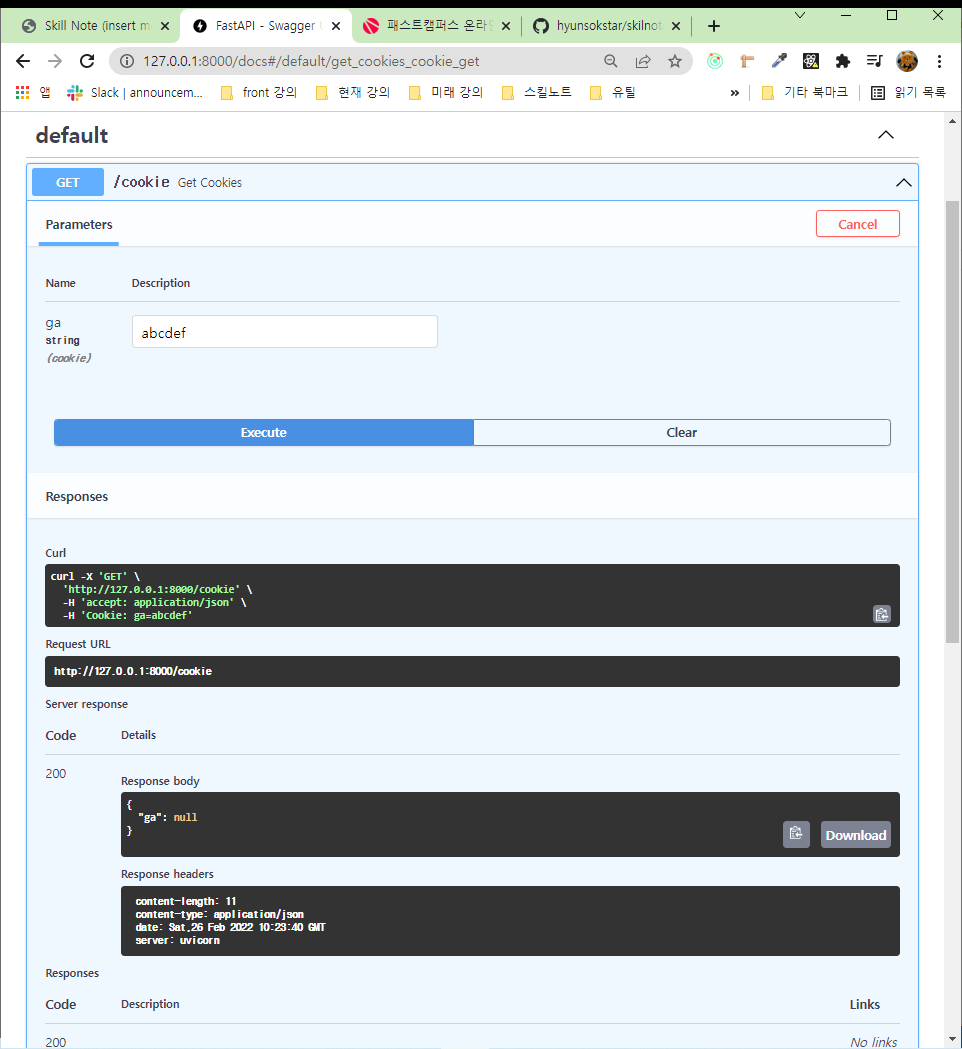 Skill Note (insert m
FastAPI - Swagger
패스트캠퍼스 온라인
hyunsokstar/skilnot
127.0.0.1:8000/docs#/default/get_cookies_cookie_get
앱
Slack | announcem...
front 강의
현재 강의
미래 강의
스킬노트
유틸
»
기타 북마크
읽기 목록
default
GET /cookie Get Cookies
Parameters
Cancel
Name Description
ga
string
(cookie)
abcdef
Execute
Clear
Responses
Curl
curl -X 'GET' \
'http://127.0.0.1:8000/cookie' \
-H 'accept: application/json' \
-H 'Cookie: ga=abcdef'
Request URL
http://127.0.0.1:8000/cookie
Server response
Code Details
200
Response body
{
"ga": null
}
Download
Response headers
content-length: 11
content-type: application/json
date: Sat,26 Feb 2022 10:23:40 GMT
server: uvicorn
Responses
Code Description Links
200 No links